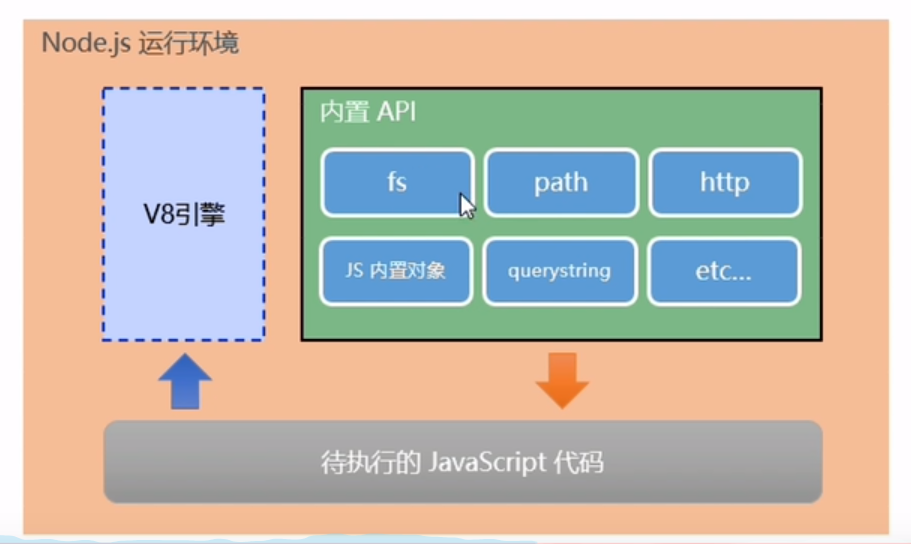 Node.js 运行环境
V8引擎
内置 API
fs
path
http
JS 内置对象
querystring
etc...
待执行的 JavaScript 代码